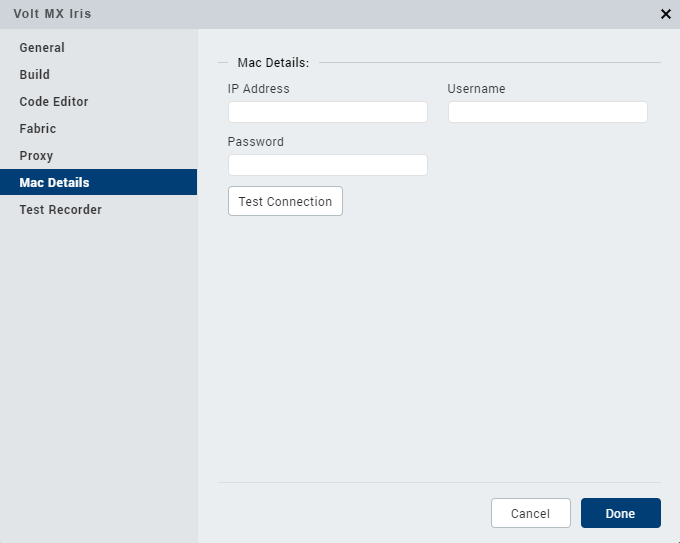 Volt MX Iris
General
Build
Code Editor
Fabric
Proxy
Mac Details
Test Recorder
Mac Details:
IP Address
Username
Password
Test Connection
Cancel
Done